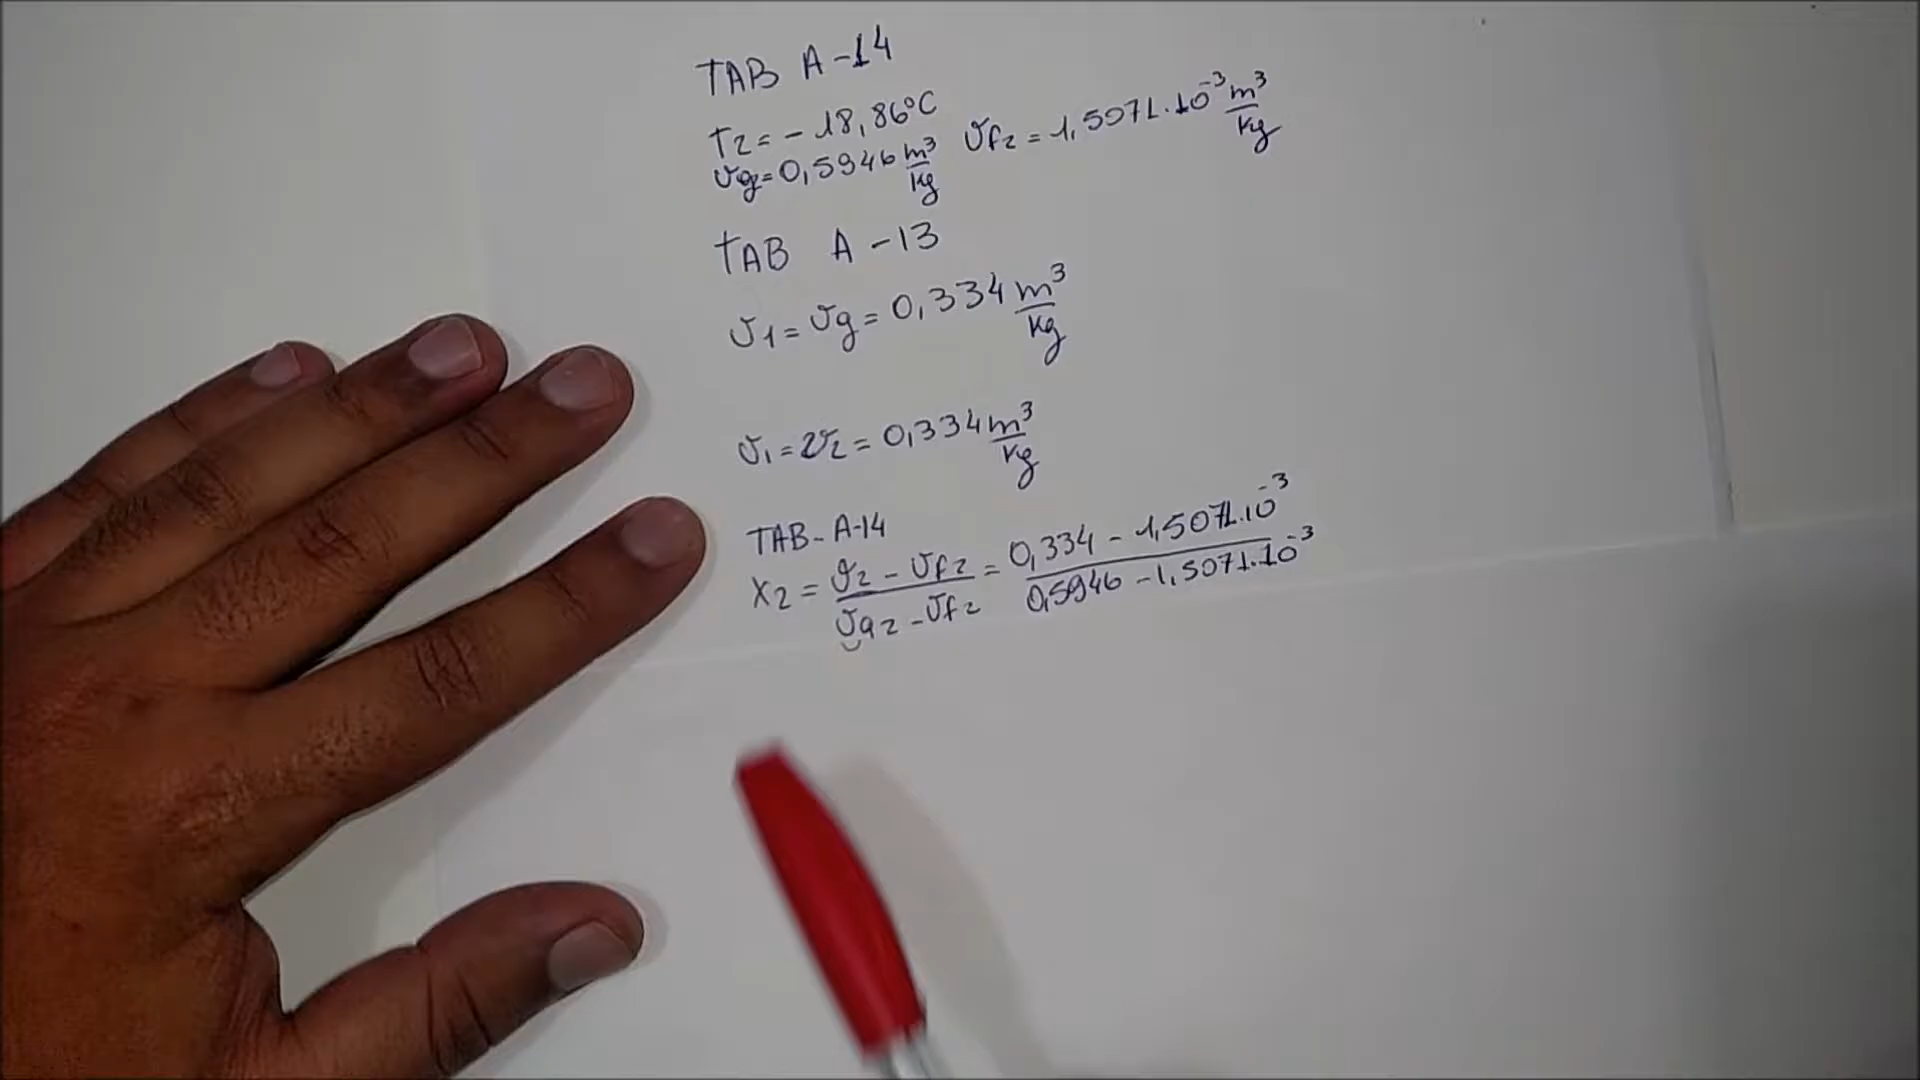 TAB A-14
T2 = - 18,86°C
vg = 0,5946 m³/kg vf2 = 1,5071.10⁻³ m³/kg
TAB A-13
v1 = vg = 0,334 m³/kg
v1 = v2 = 0,334 m³/kg
TAB- A-14
x2 = (v2 - vf2)/(vg2 - vf2) = (0,334 - 1,5071.10⁻³)/(0,5946 - 1,5071.10⁻³)